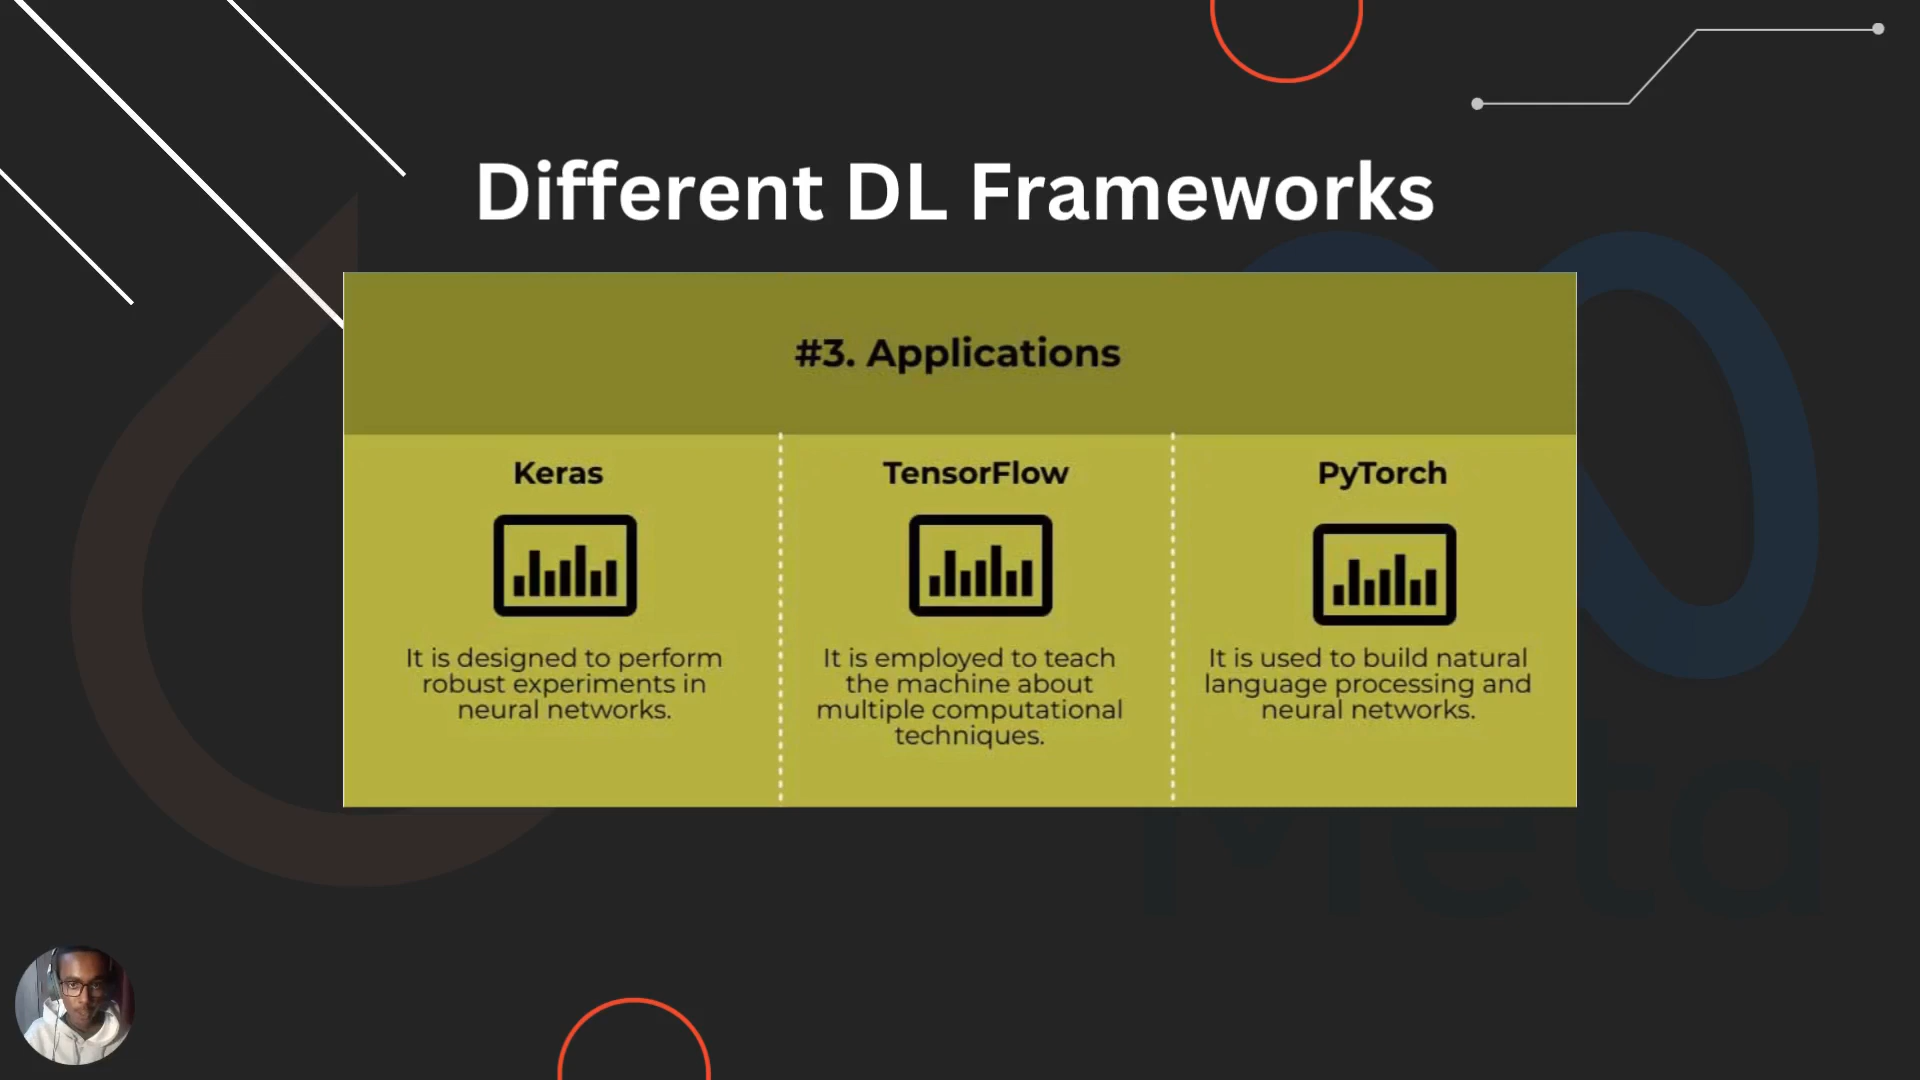 Different DL Frameworks
#3. Applications
Keras
It is designed to perform
robust experiments in
neural networks.
TensorFlow
It is employed to teach
the machine about
multiple computational
techniques.
PyTorch
It is used to build natural
language processing and
neural networks.
Meta